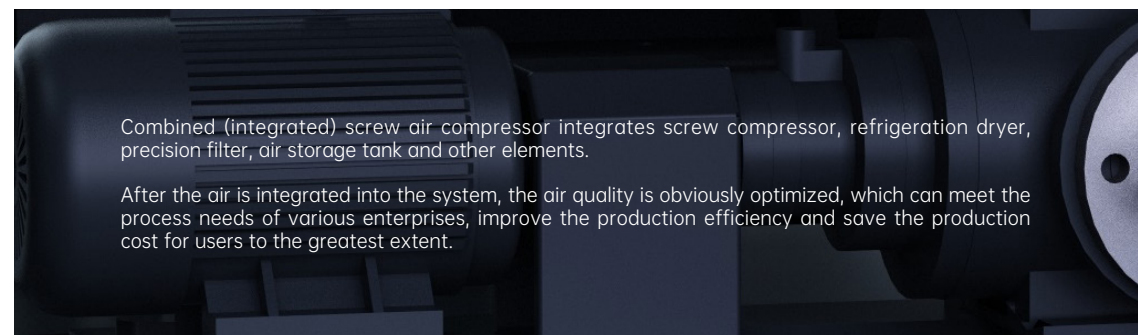 Combined (integrated) screw air compressor integrates screw compressor, refrigeration dryer,
precision filter, air storage tank and other elements.
After the air is integrated into the system, the air quality is obviously optimized, which can meet the
process needs of various enterprises, improve the production efficiency and save the production
cost for users to the greatest extent.